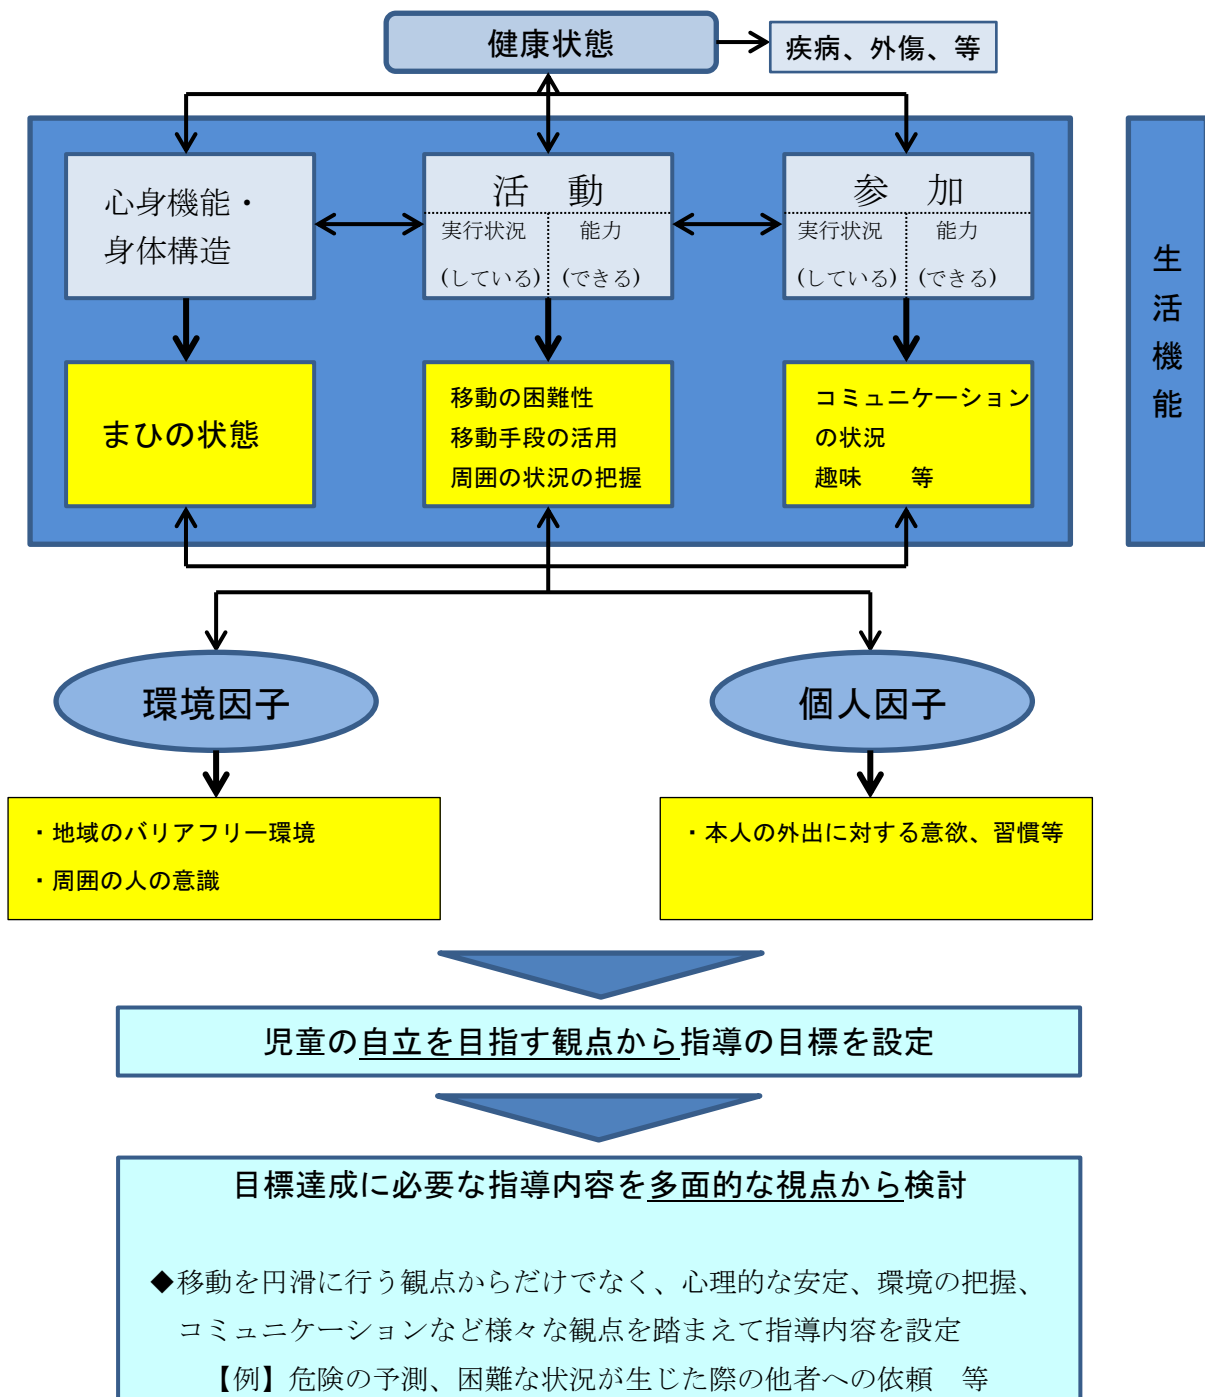 健康状態
疾病、外傷、等
心身機能・
身体構造
活　動
実行状況
(している)
能力
(できる)
参　加
実行状況
(している)
能力
(できる)
生活機能
まひの状態
移動の困難性
移動手段の活用
周囲の状況の把握
コミュニケーション
の状況
趣味　　等
環境因子
個人因子
・地域のバリアフリー環境
・周囲の人の意識
・本人の外出に対する意欲、習慣等
児童の自立を目指す観点から指導の目標を設定
目標達成に必要な指導内容を多面的な視点から検討
◆移動を円滑に行う観点からだけでなく、心理的な安定、環境の把握、
コミュニケーションなど様々な観点を踏まえて指導内容を設定
【例】危険の予測、困難な状況が生じた際の他者への依頼　等